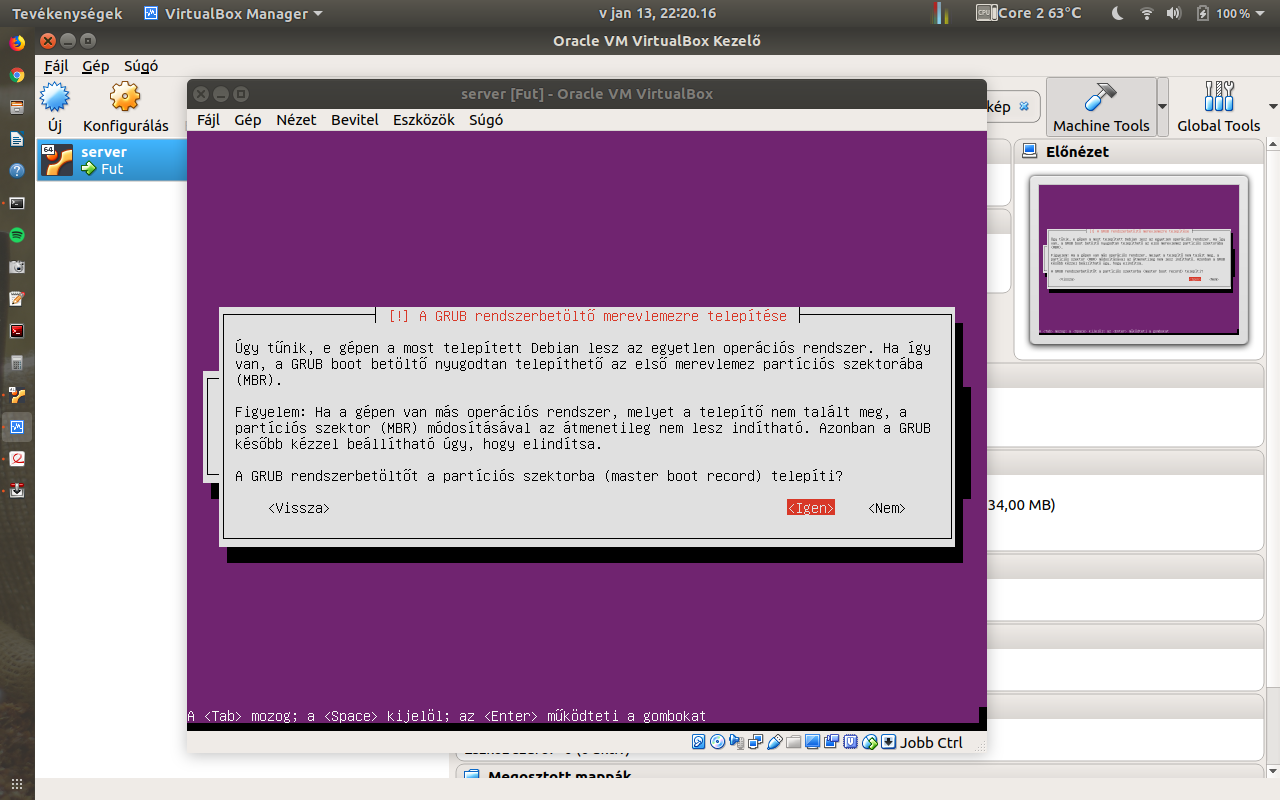 Tevékenységek
VirtualBox Manager
v jan 13, 22:20.16
CPU
Core 2 63°C
100 %
Oracle VM VirtualBox Kezelő
Fájl Gép Súgó
Új
Konfigurálás
kép
Machine Tools
Global Tools
64
server
Fut
Előnézet
server [Fut] - Oracle VM VirtualBox
Fájl Gép Nézet Bevitel Eszközök Súgó
[!] A GRUB rendszerbetöltő merevlemezre telepítése
Úgy tűnik, e gépen a most telepített Debian lesz az egyetlen operációs rendszer. Ha így
van, a GRUB boot betöltő nyugodtan telepíthető az első merevlemez partíciós szektorába
(MBR).
Figyelem: Ha a gépen van más operációs rendszer, melyet a telepítő nem talált meg, a
partíciós szektor (MBR) módosításával az átmenetileg nem lesz indítható. Azonban a GRUB
később kézzel beállítható úgy, hogy elindítsa.
A GRUB rendszerbetöltőt a partíciós szektorba (master boot record) telepíti?
<Vissza>
<Igen>
<Nem>
A <Tab> mozog; a <Space> kijelöl; az <Enter> működteti a gombokat
34,00 MB)
Jobb Ctrl
Megosztott mappák